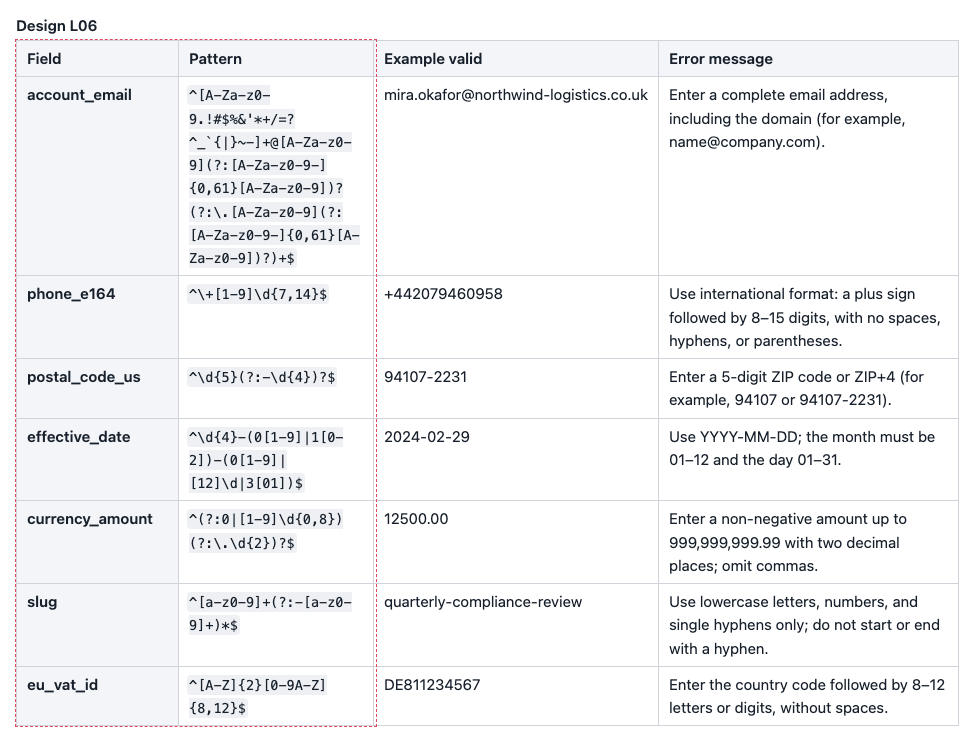 Design L06
Field Pattern Example valid Error message
account_email
^[A-Za-z0-
9.!#$%&'*+/=?
^_`{|}~-]+@[A-Za-z0-
9](?:[A-Za-z0-9-]
{0,61}[A-Za-z0-9])?
(?:\.[A-Za-z0-9](?:
[A-Za-z0-9-]{0,61}[A-
Za-z0-9])?)+$
mira.okafor@northwind-logistics.co.uk
Enter a complete email address,
including the domain (for example,
name@company.com).
phone_e164
^\+[1-9]\d{7,14}$
+442079460958
Use international format: a plus sign
followed by 8–15 digits, with no spaces,
hyphens, or parentheses.
postal_code_us
^\d{5}(?:-\d{4})?$
94107-2231
Enter a 5-digit ZIP code or ZIP+4 (for
example, 94107 or 94107-2231).
effective_date
^\d{4}-(0[1-9]|1[0-
2])-(0[1-9]|
[12]\d|3[01])$
2024-02-29
Use YYYY-MM-DD; the month must be
01–12 and the day 01–31.
currency_amount
^(?:0|[1-9]\d{0,8})
(?:\.\d{2})?$
12500.00
Enter a non-negative amount up to
999,999,999.99 with two decimal
places; omit commas.
slug
^[a-z0-9]+(?:-[a-z0-
9]+)*$
quarterly-compliance-review
Use lowercase letters, numbers, and
single hyphens only; do not start or end
with a hyphen.
eu_vat_id
^[A-Z]{2}[0-9A-Z]
{8,12}$
DE811234567
Enter the country code followed by 8–12
letters or digits, without spaces.